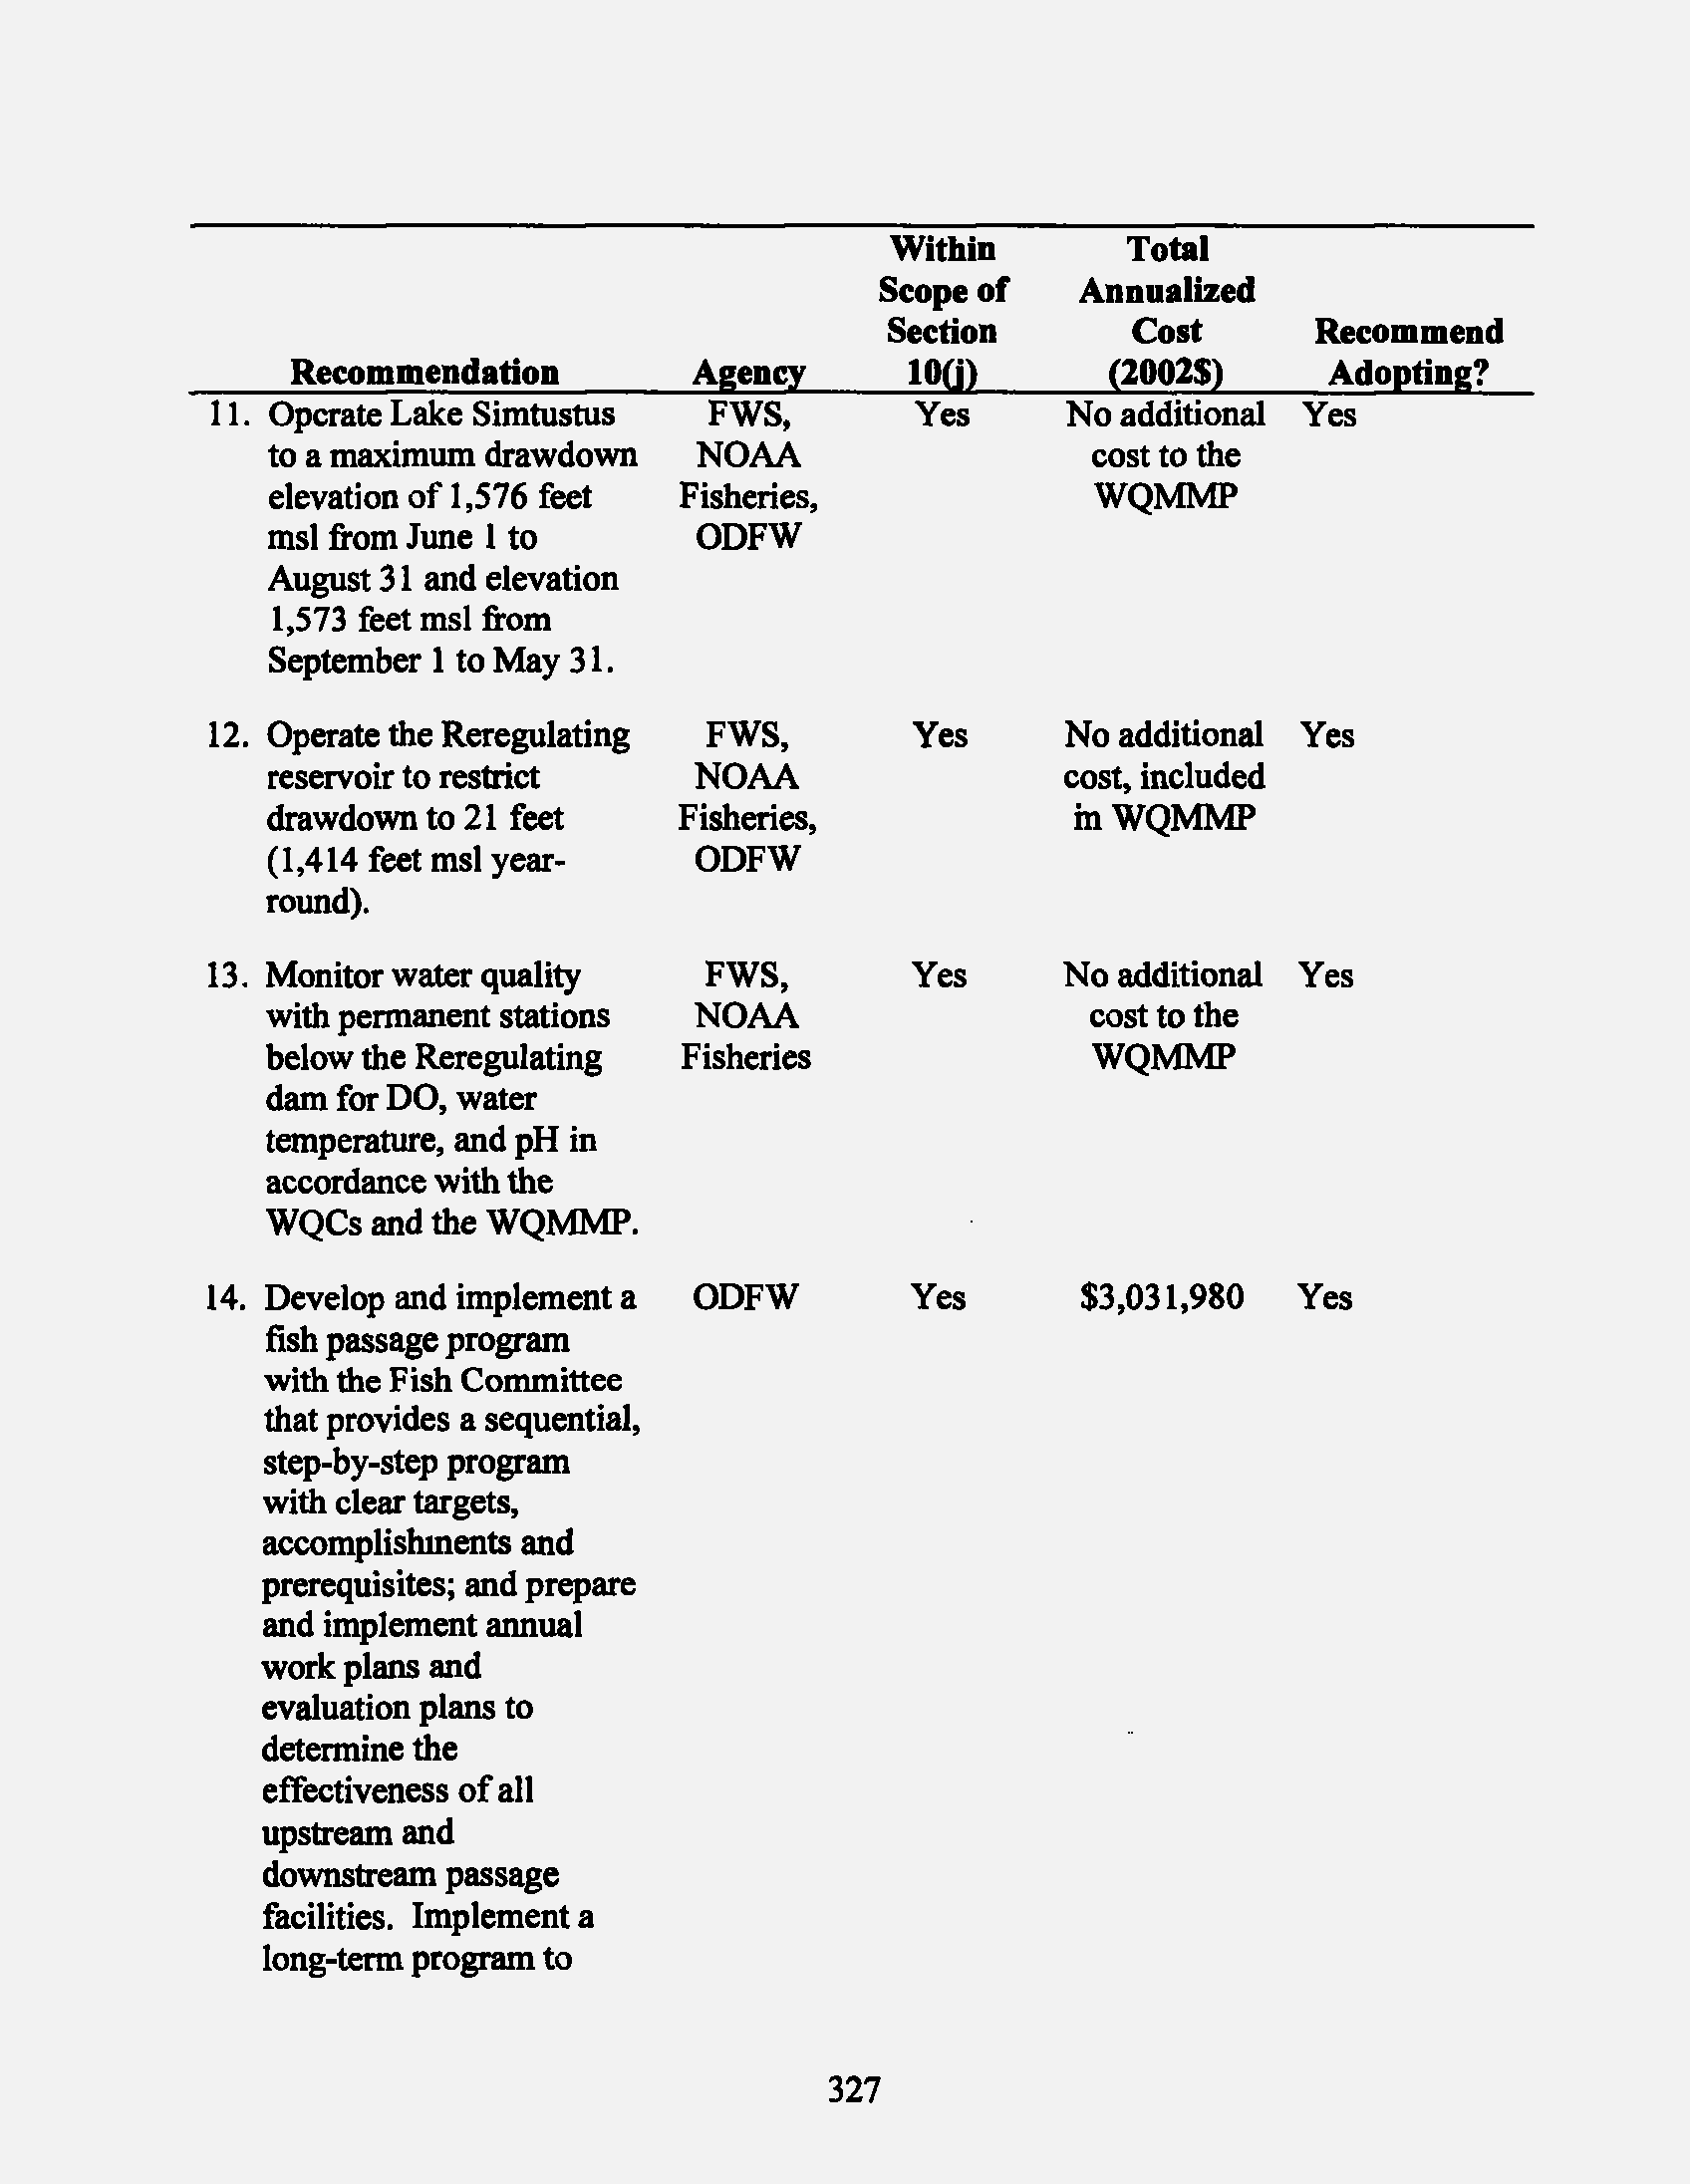 Within Total
Scope of Annualized
Section Cost Recommend
Recommendation Agency 10(j) (2002$) Adopting?
11. Operate Lake Simtustus FWS, Yes No additional Yes
to a maximum drawdown NOAA cost to the
elevation of 1,576 feet Fisheries, WQMMP
msl from June 1 to ODFW
August 31 and elevation
1,573 feet msl from
September 1 to May 31.
12. Operate the Reregulating FWS, Yes No additional Yes
reservoir to restrict NOAA cost, included
drawdown to 21 feet Fisheries, in WQMMP
(1,414 feet msl year- ODFW
round).
13. Monitor water quality FWS, Yes No additional Yes
with permanent stations NOAA cost to the
below the Reregulating Fisheries WQMMP
dam for DO, water
temperature, and pH in
accordance with the
WQCs and the WQMMP.
14. Develop and implement a ODFW Yes $3,031,980 Yes
fish passage program
with the Fish Committee
that provides a sequential,
step-by-step program
with clear targets,
accomplishments and
prerequisites; and prepare
and implement annual
work plans and
evaluation plans to
determine the
effectiveness of all
upstream and
downstream passage
facilities. Implement a
long-term program to
327